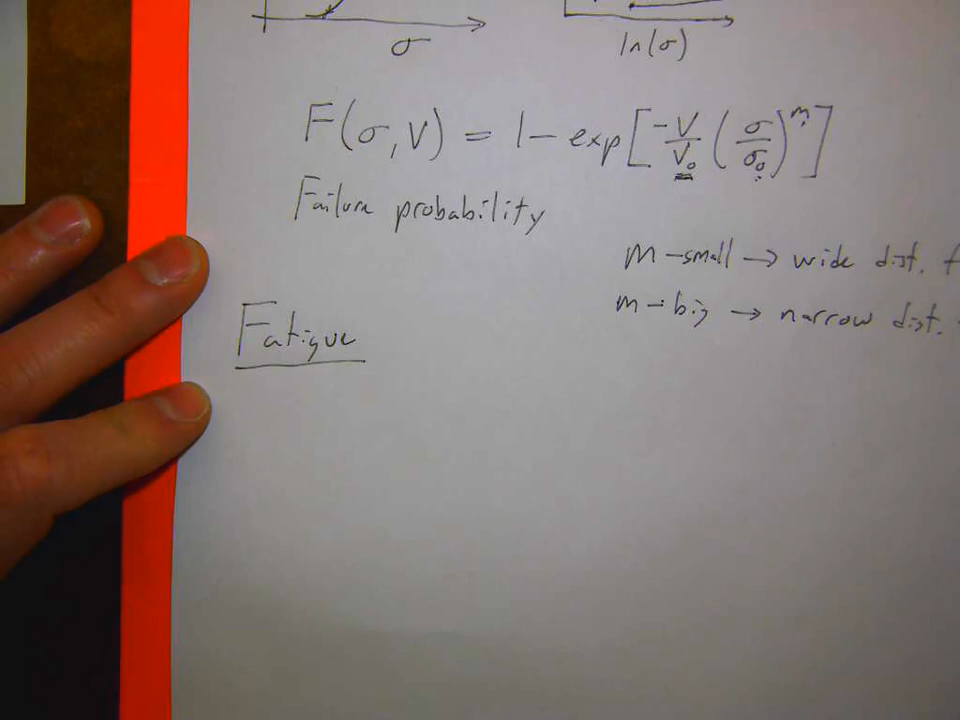 σ ln(σ)
F(σ,V) = 1 - exp[-V/V₀ (σ/σ₀)^m]
Failure probability
m -small → wide dist.
m - big → narrow dist.
Fatigue